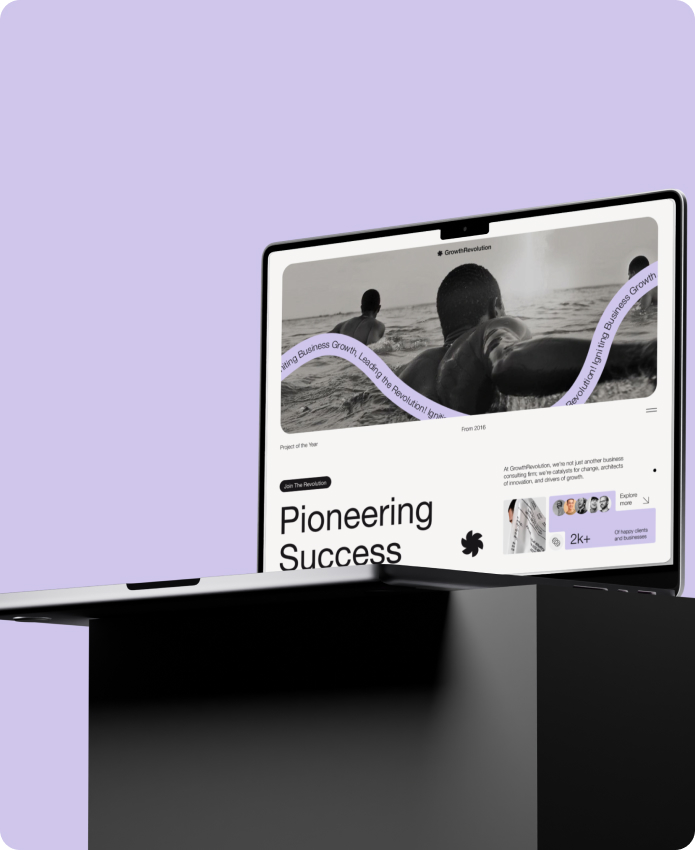 GrowthRevolution
niting Business Growth, Leading the Revolution! Ignit
Revolution! Igniting Business Growth
From 2016
Project of the Year
Join The Revolution
At GrowthRevolution, we're not just another business
consulting firm; we're catalysts for change, architects
of innovation, and drivers of growth.
Explore
more
Pioneering
Success
2k+
Of happy clients
and businesses